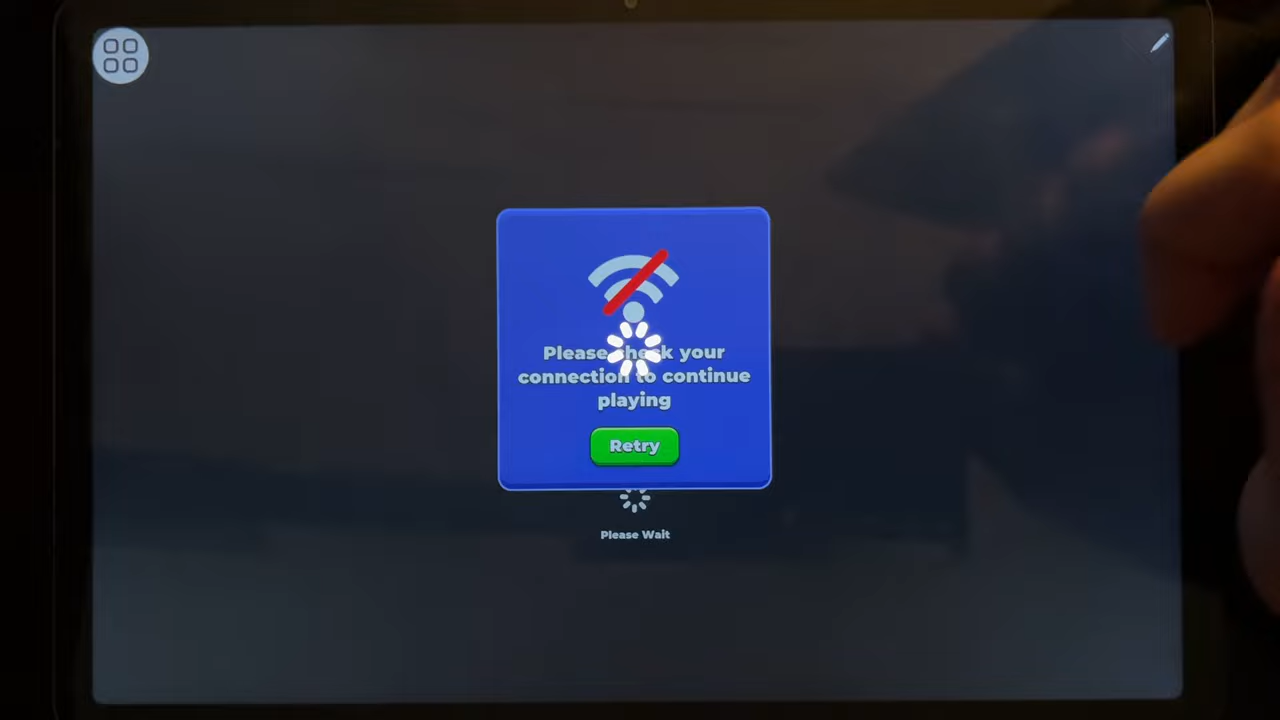 Please check your
connection to continue
playing
Retry
Please Wait